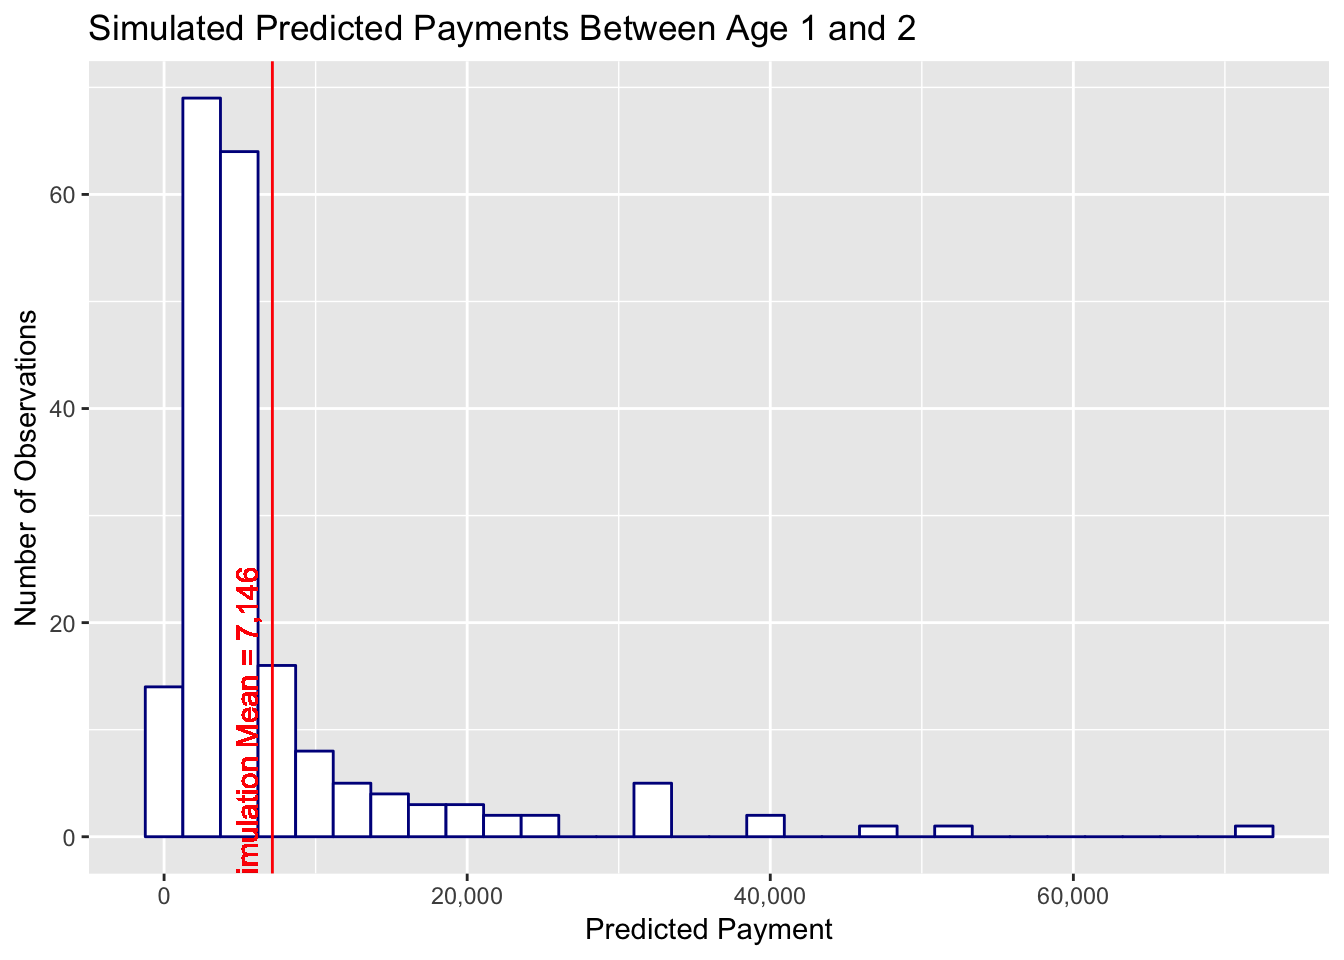 Simulated Predicted Payments Between Age 1 and 2
Number of Observations
60
40
20
0
imulation Mean = 7,146
0
20,000
40,000
60,000
Predicted Payment